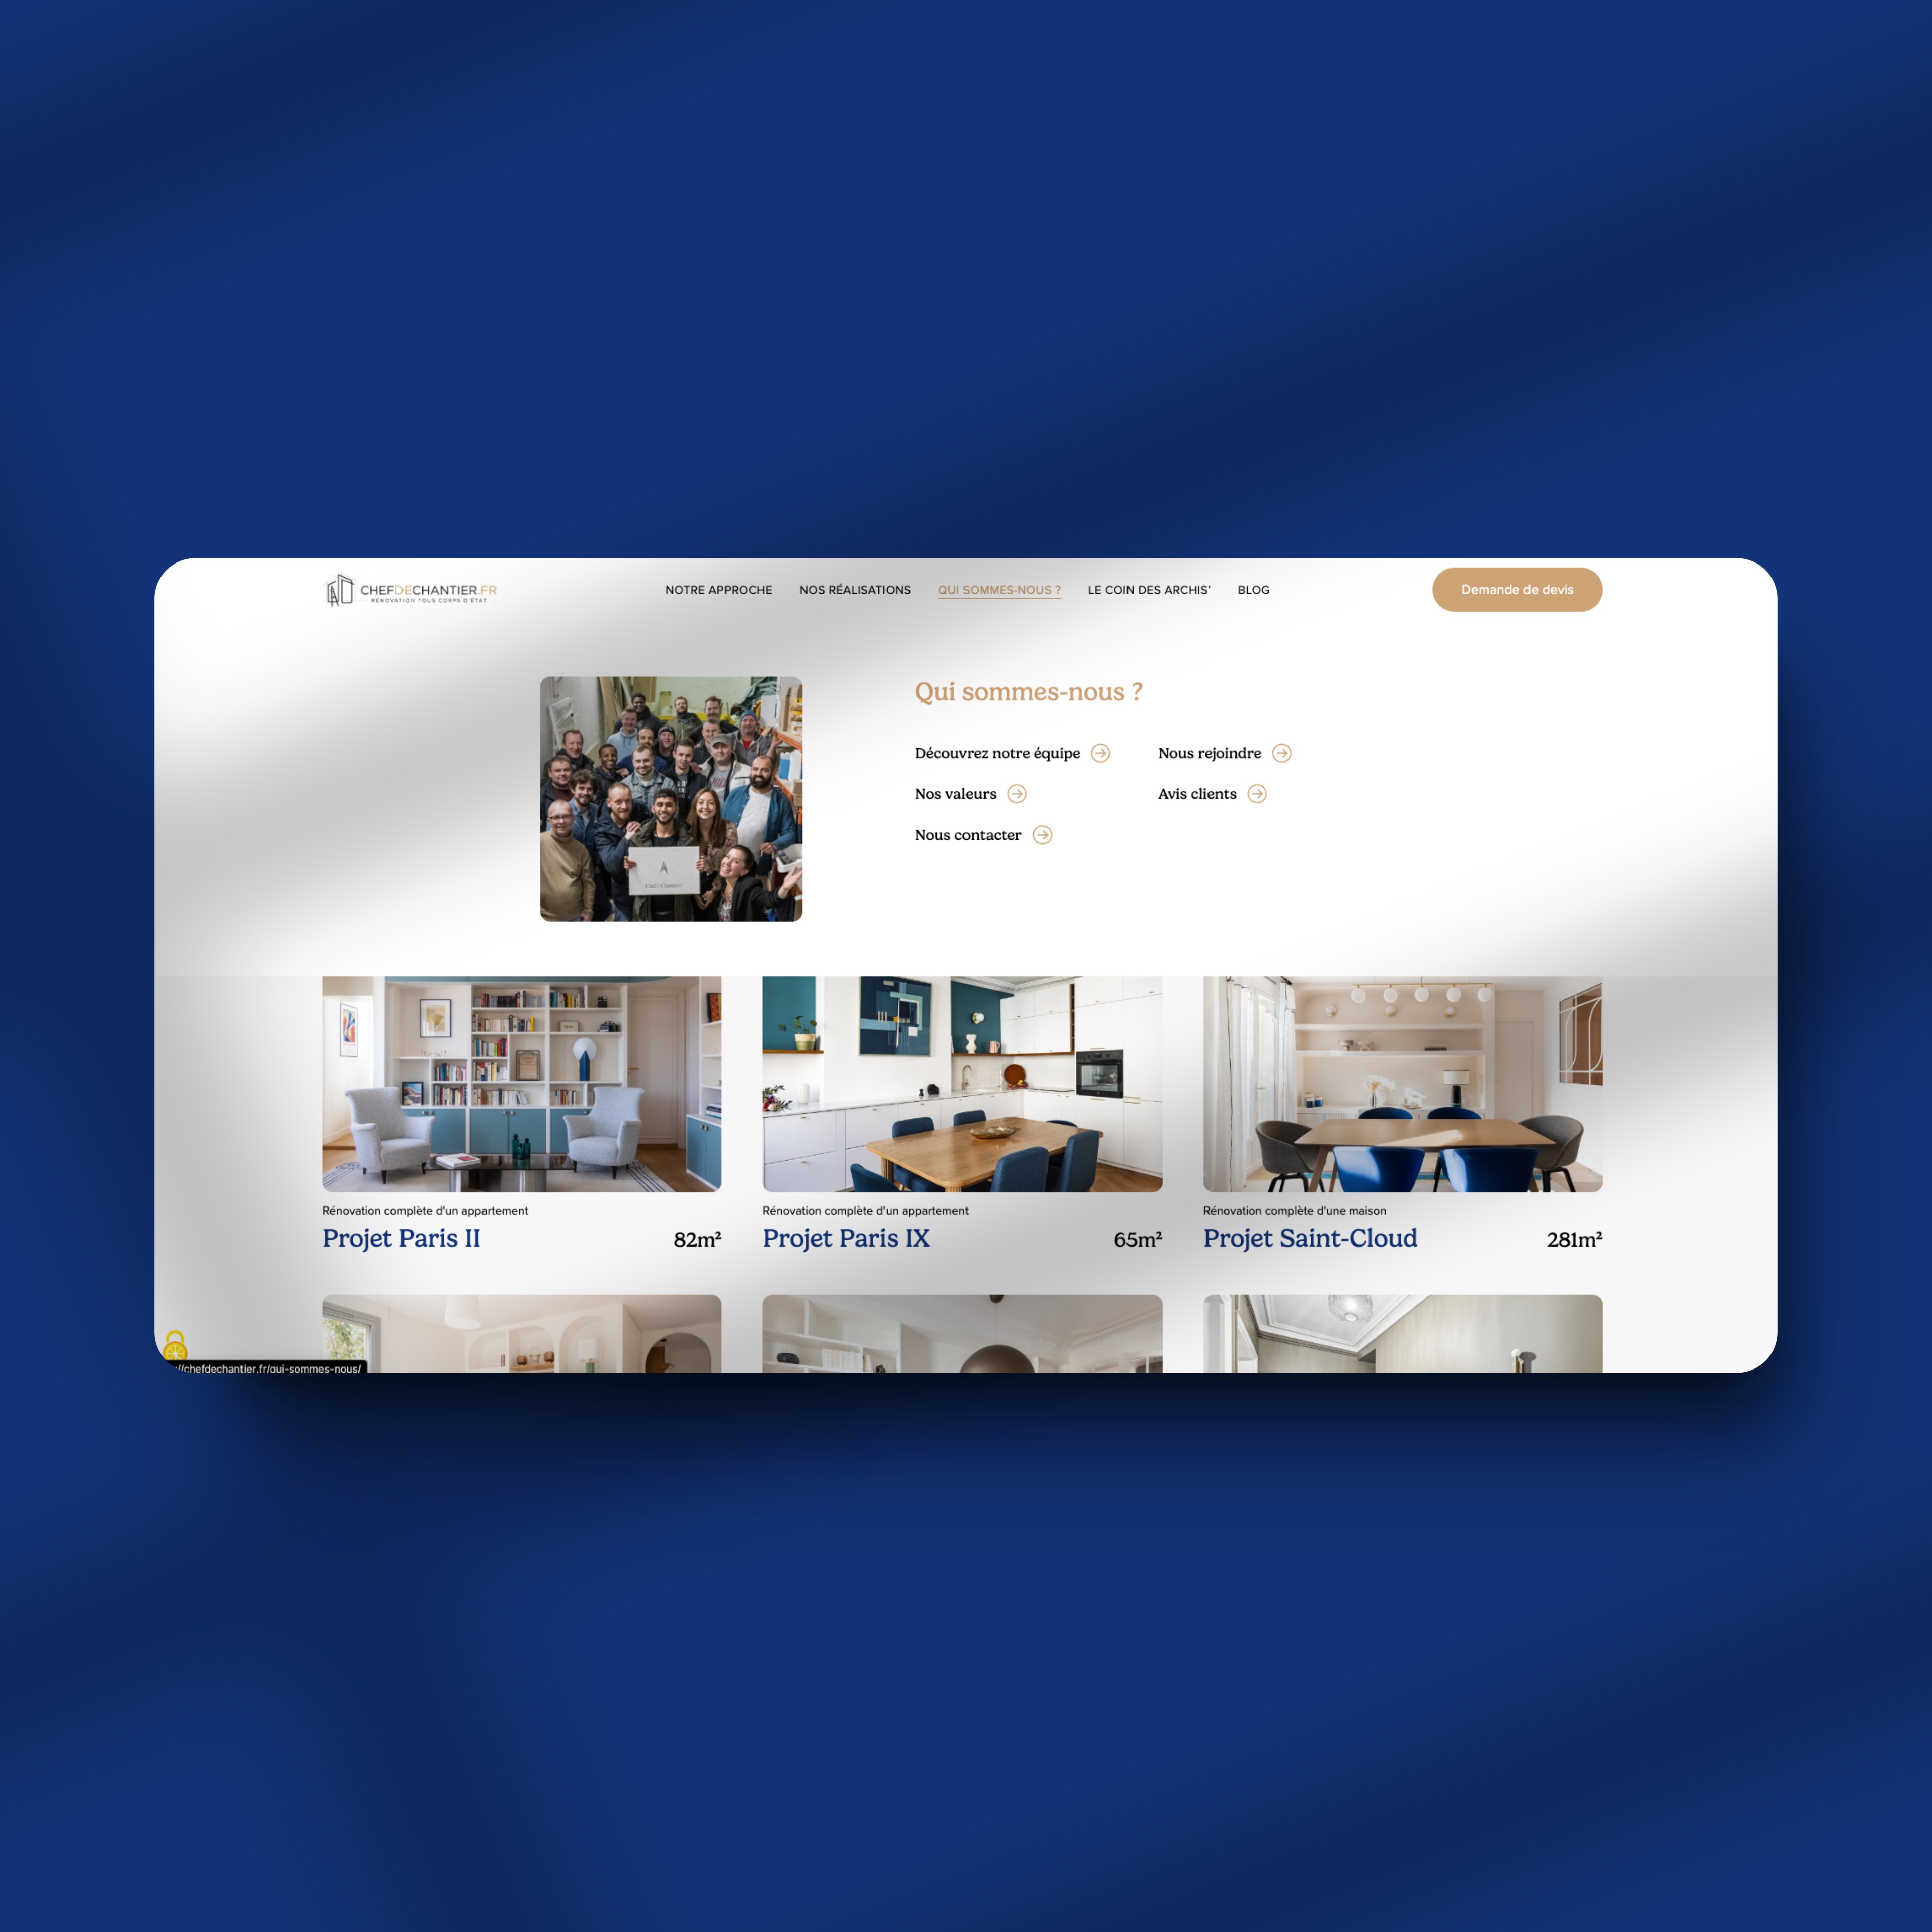 CHEFDECHANTIER.FR
RÉNOVATION TOUS CORPS D'ÉTAT
NOTRE APPROCHE NOS RÉALISATIONS QUI SOMMES-NOUS ? LE COIN DES ARCHIS' BLOG
Demande de devis
Qui sommes-nous ?
Découvrez notre équipe Nous rejoindre
Nos valeurs Avis clients
Nous contacter
Rénovation complète d'un appartement
Projet Paris II 82m²
Rénovation complète d'un appartement
Projet Paris IX 65m²
Rénovation complète d'une maison
Projet Saint-Cloud 281m²
//chefdechantier.fr/qui-sommes-nous/